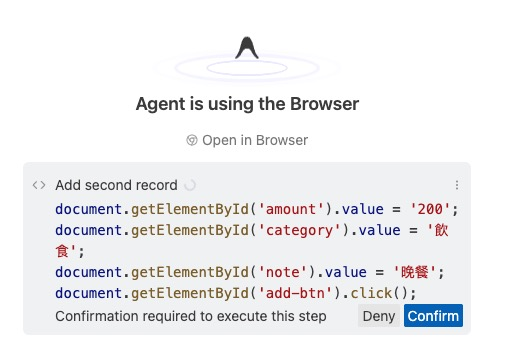 Agent is using the Browser
Open in Browser
<> Add second record
document.getElementById('amount').value = '200';
document.getElementById('category').value = '飲
食';
document.getElementById('note').value = '晚餐';
document.getElementById('add-btn').click();
Confirmation required to execute this step Deny Confirm